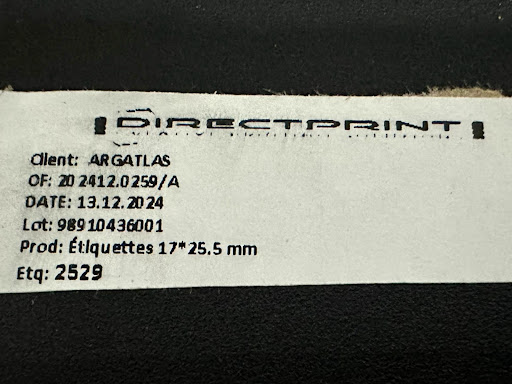 DIRECTPRINT
Client: ARGATLAS
OF: 202412.0259/A
DATE: 13.12.2024
Lot: 98910436001
Prod: Étiquettes 17*25.5 mm
Etq: 2529